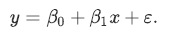 y = β₀ + β₁x + ε.